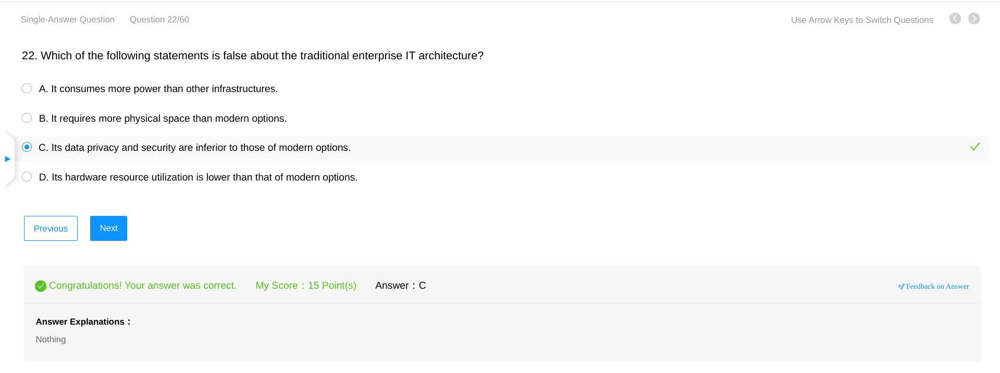 Single-Answer Question Question 22/60 Use Arrow Keys to Switch Questions
22. Which of the following statements is false about the traditional enterprise IT architecture?
A. It consumes more power than other infrastructures.
B. It requires more physical space than modern options.
C. Its data privacy and security are inferior to those of modern options.
D. Its hardware resource utilization is lower than that of modern options.
Previous Next
Congratulations! Your answer was correct. My Score：15 Point(s) Answer：C Feedback on Answer
Answer Explanations：
Nothing